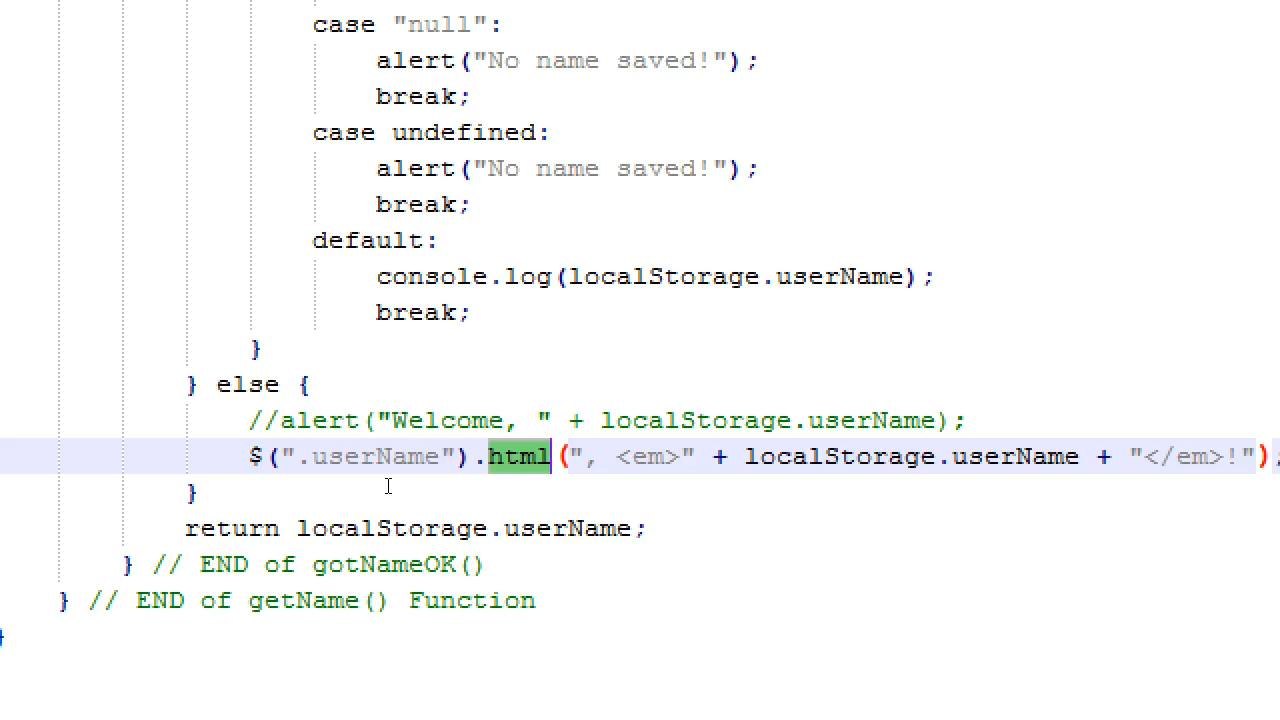 case "null":
alert("No name saved!");
break;
case undefined:
alert("No name saved!");
break;
default:
console.log(localStorage.userName);
break;
}
} else {
//alert("Welcome, " + localStorage.userName);
$(".userName").html(", <em>" + localStorage.userName + "</em>!");
}
return localStorage.userName;
} // END of gotNameOK()
} // END of getName() Function
}